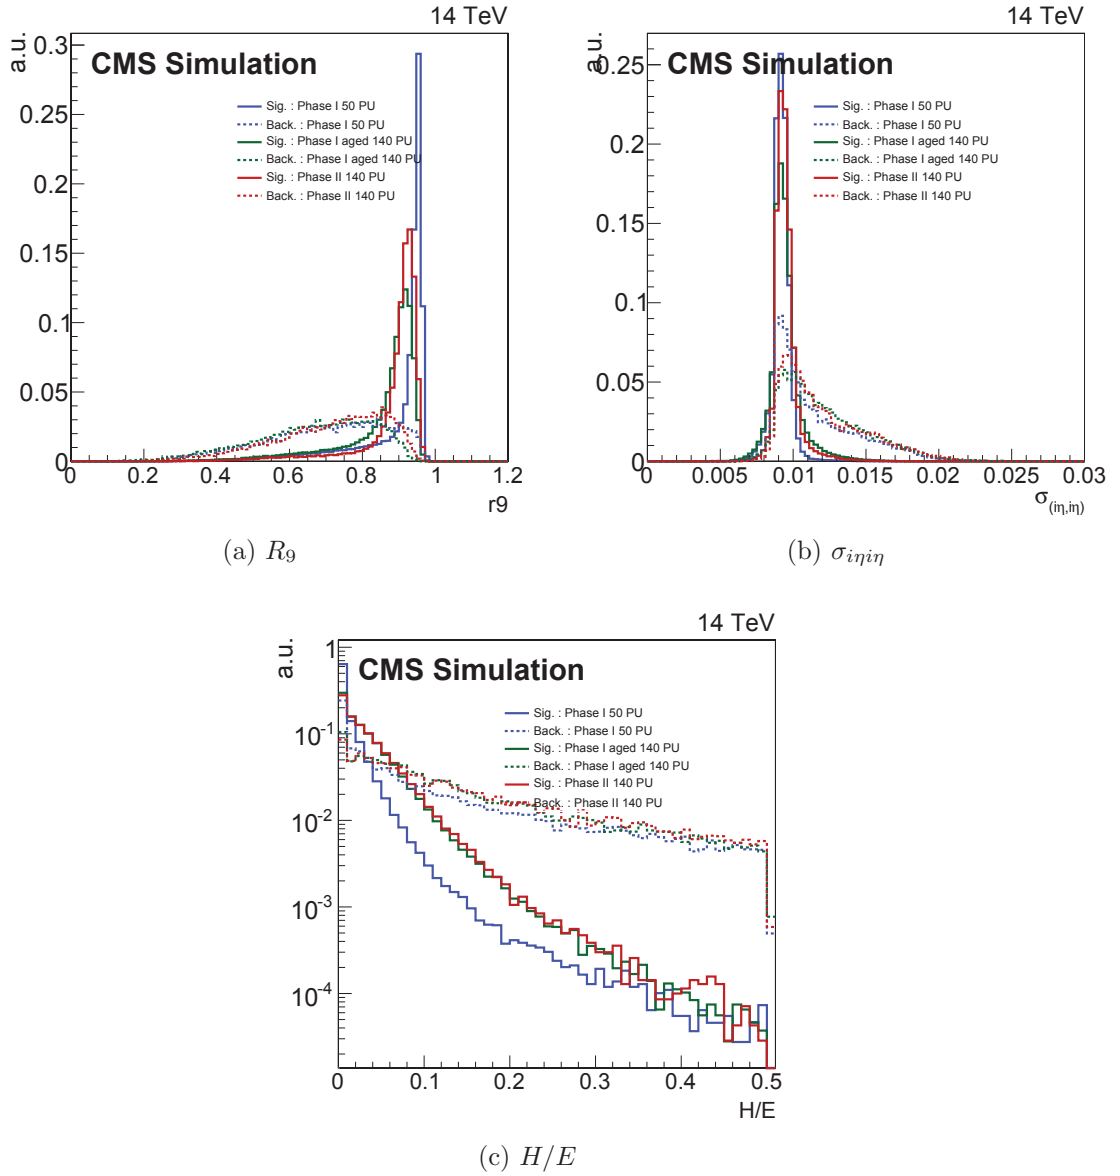 14 TeV
a.u.
CMS Simulation
Sig. : Phase I 50 PU
Back. : Phase I 50 PU
Sig. : Phase I aged 140 PU
Back. : Phase I aged 140 PU
Sig. : Phase II 140 PU
Back. : Phase II 140 PU
0.3
0.25
0.2
0.15
0.1
0.05
0
0 0.2 0.4 0.6 0.8 1 1.2
r9
(a) R₉
14 TeV
a.u.
CMS Simulation
Sig. : Phase I 50 PU
Back. : Phase I 50 PU
Sig. : Phase I aged 140 PU
Back. : Phase I aged 140 PU
Sig. : Phase II 140 PU
Back. : Phase II 140 PU
0.25
0.2
0.15
0.1
0.05
0
0 0.005 0.01 0.015 0.02 0.025 0.03
σ(iη,iη)
(b) σiηiη
14 TeV
a.u.
CMS Simulation
Sig. : Phase I 50 PU
Back. : Phase I 50 PU
Sig. : Phase I aged 140 PU
Back. : Phase I aged 140 PU
Sig. : Phase II 140 PU
Back. : Phase II 140 PU
1
10⁻¹
10⁻²
10⁻³
10⁻⁴
0 0.1 0.2 0.3 0.4 0.5
H/E
(c) H/E